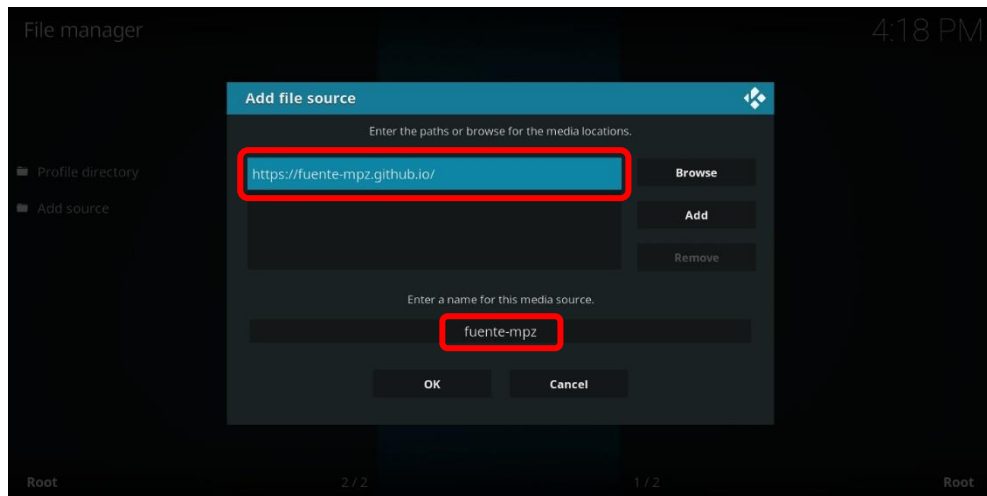 File manager
4:18 PM
Add file source
Enter the paths or browse for the media locations.
https://fuente-mpz.github.io/
Browse
Profile directory
Add source
Add
Remove
Enter a name for this media source.
fuente-mpz
OK
Cancel
Root
2 / 2
1 / 2
Root